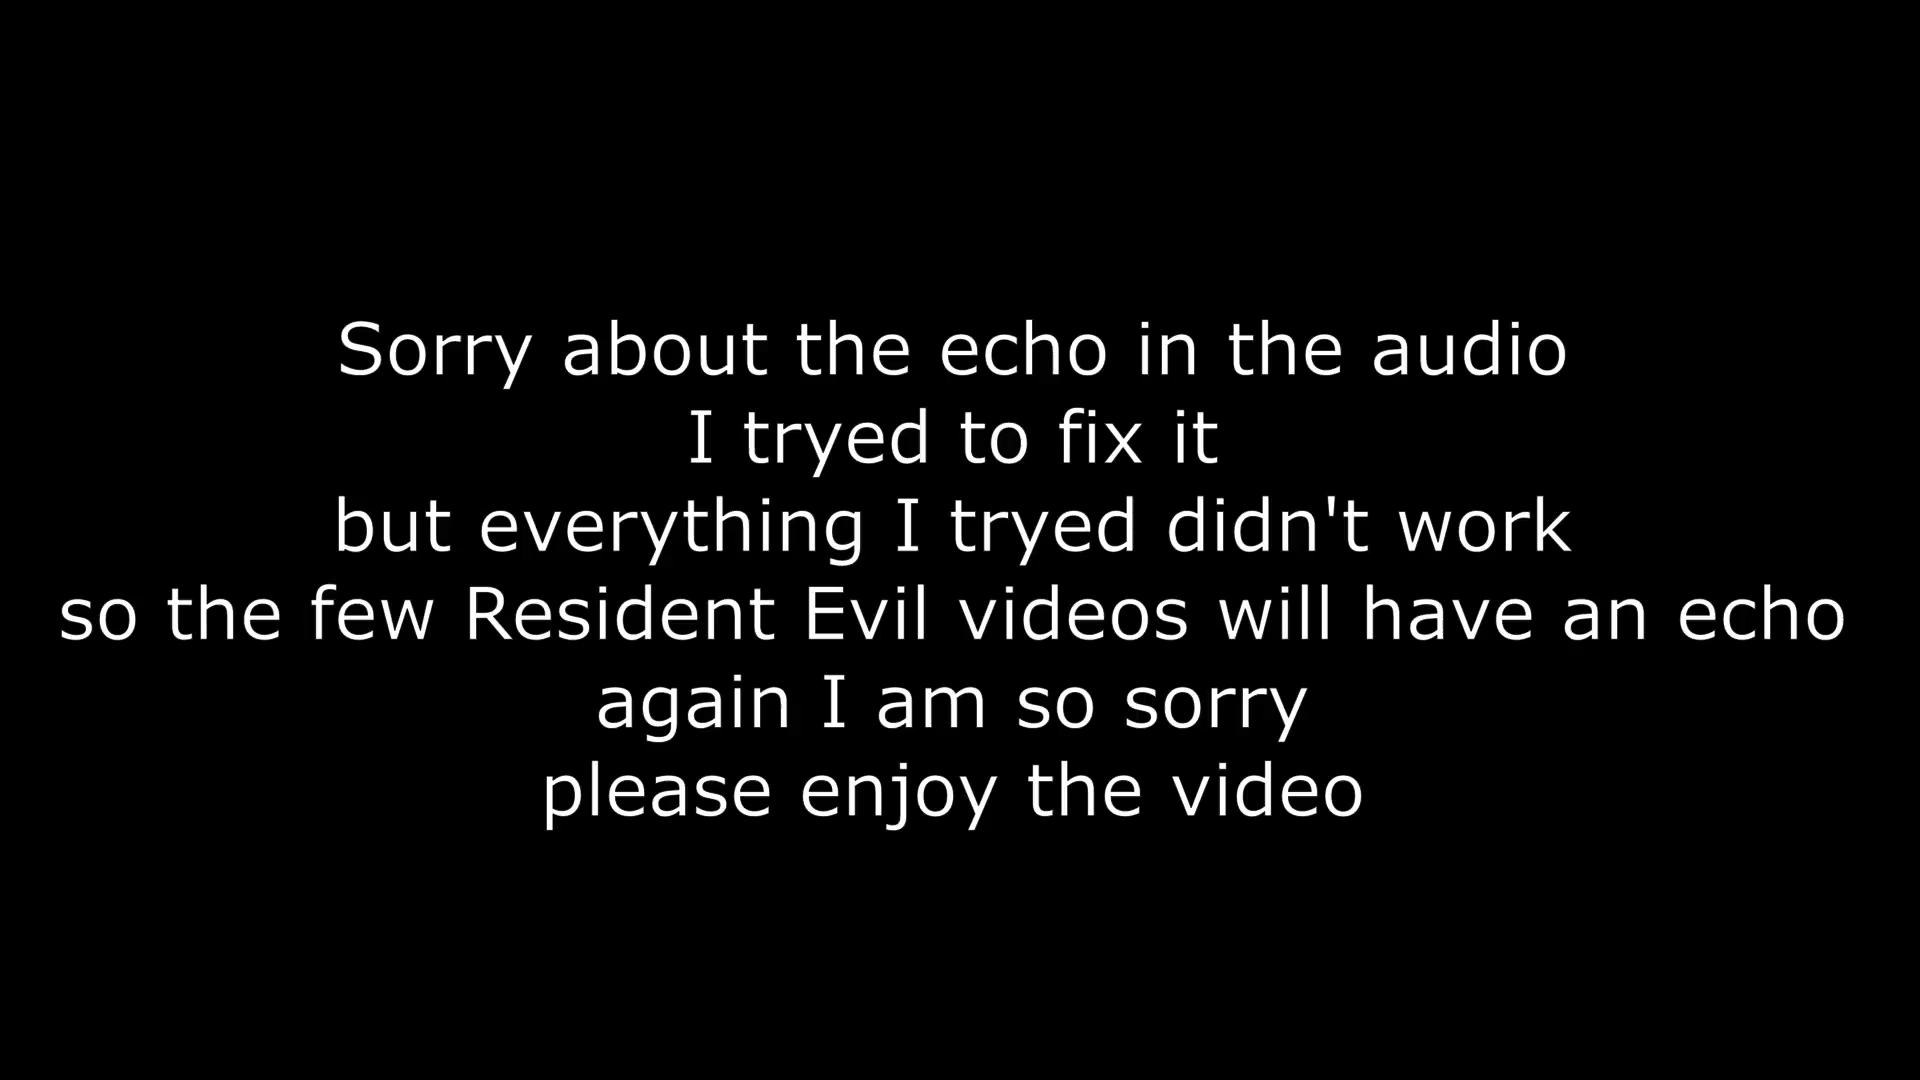 Sorry about the echo in the audio
I tryed to fix it
but everything I tryed didn't work
so the few Resident Evil videos will have an echo
again I am so sorry
please enjoy the video